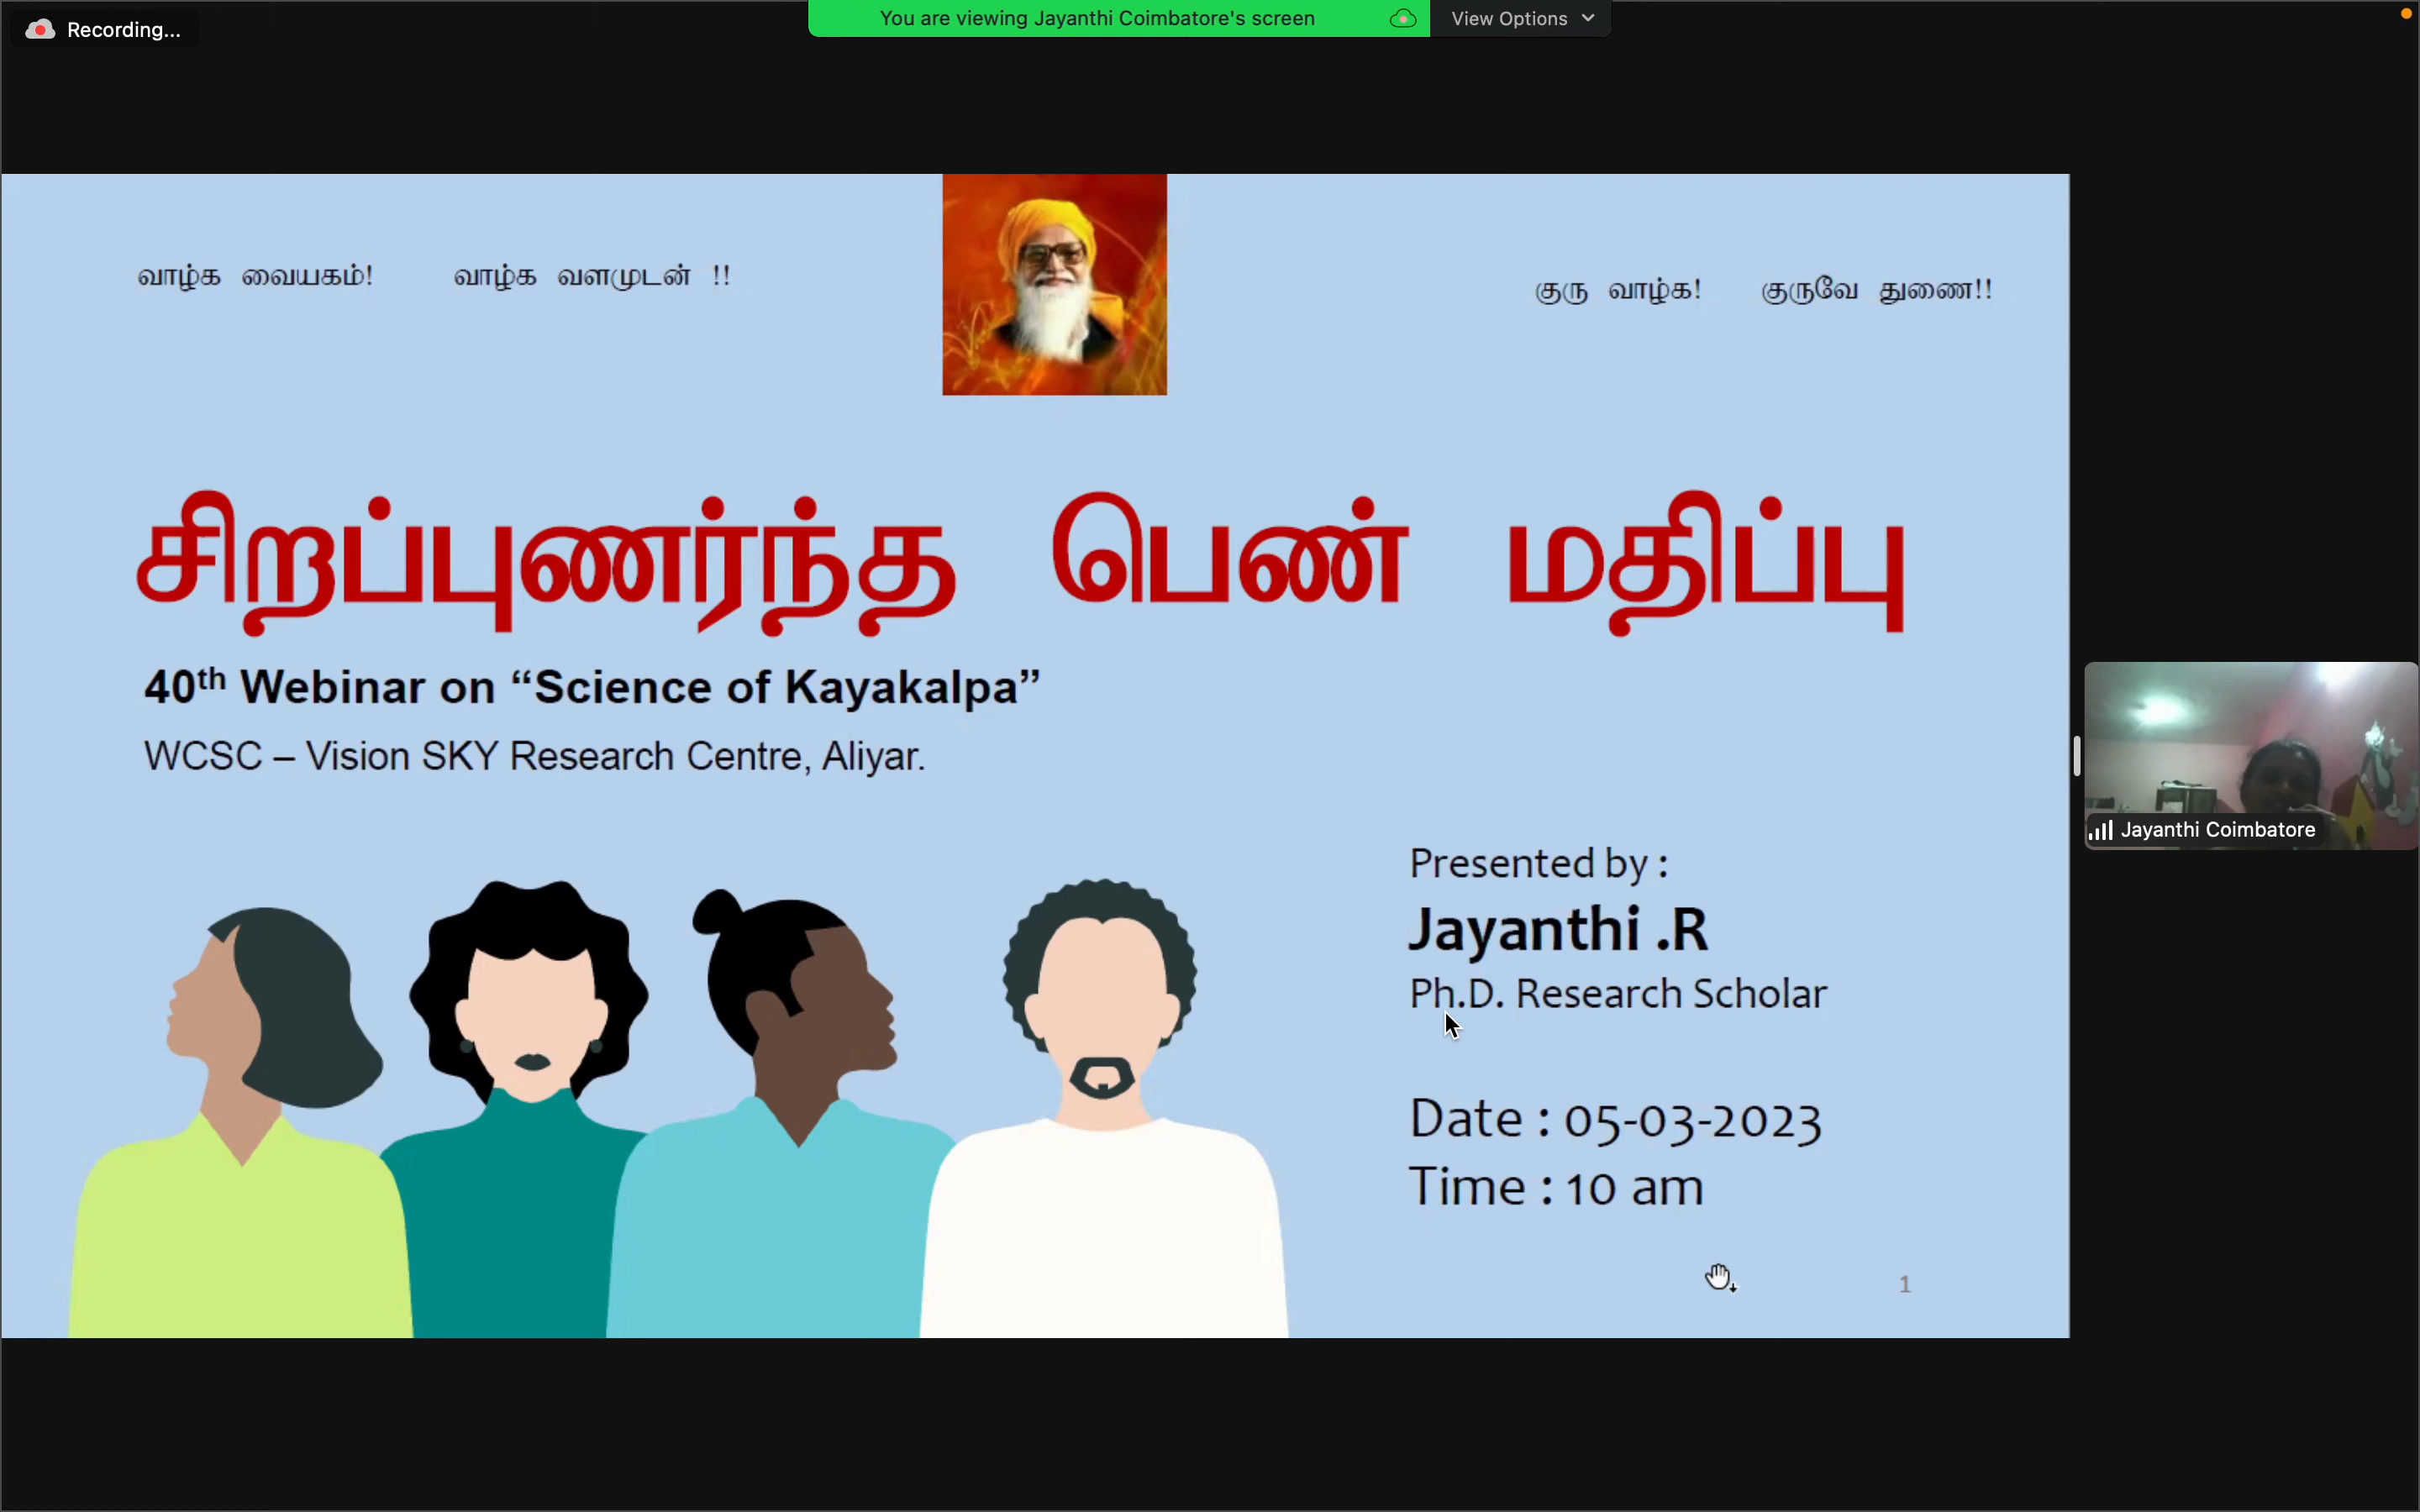 Recording...
You are viewing Jayanthi Coimbatore's screen
View Options
வாழ்க வையகம்! வாழ்க வளமுடன் !!
குரு வாழ்க! குருவே துணை!!
சிறப்புணர்ந்த பெண் மதிப்பு
40th Webinar on “Science of Kayakalpa”
WCSC – Vision SKY Research Centre, Aliyar.
Jayanthi Coimbatore
Presented by :
Jayanthi .R
Ph.D. Research Scholar
Date : 05-03-2023
Time : 10 am
1